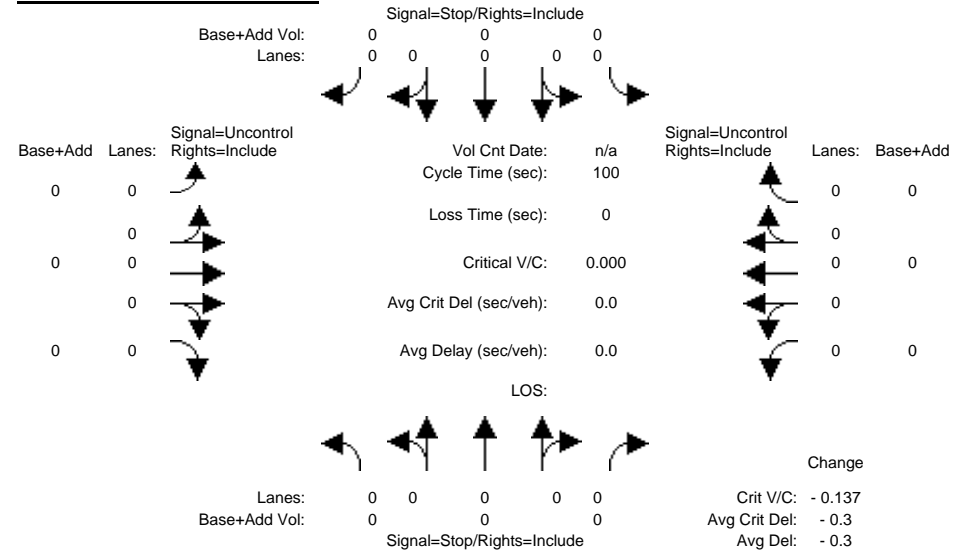 Signal=Stop/Rights=Include
Base+Add Vol: 0 0 0
Lanes: 0 0 0 0 0
Signal=Uncontrol
Base+Add Lanes: Rights=Include
Vol Cnt Date: n/a
Signal=Uncontrol
Rights=Include Lanes: Base+Add
Cycle Time (sec): 100
0 0
0 0
Loss Time (sec): 0
0
0
Critical V/C: 0.000
0 0
0 0
Avg Crit Del (sec/veh): 0.0
0
0
Avg Delay (sec/veh): 0.0
0 0
0 0
LOS:
Lanes: 0 0 0 0 0
Base+Add Vol: 0 0 0
Signal=Stop/Rights=Include
Change
Crit V/C: - 0.137
Avg Crit Del: - 0.3
Avg Del: - 0.3